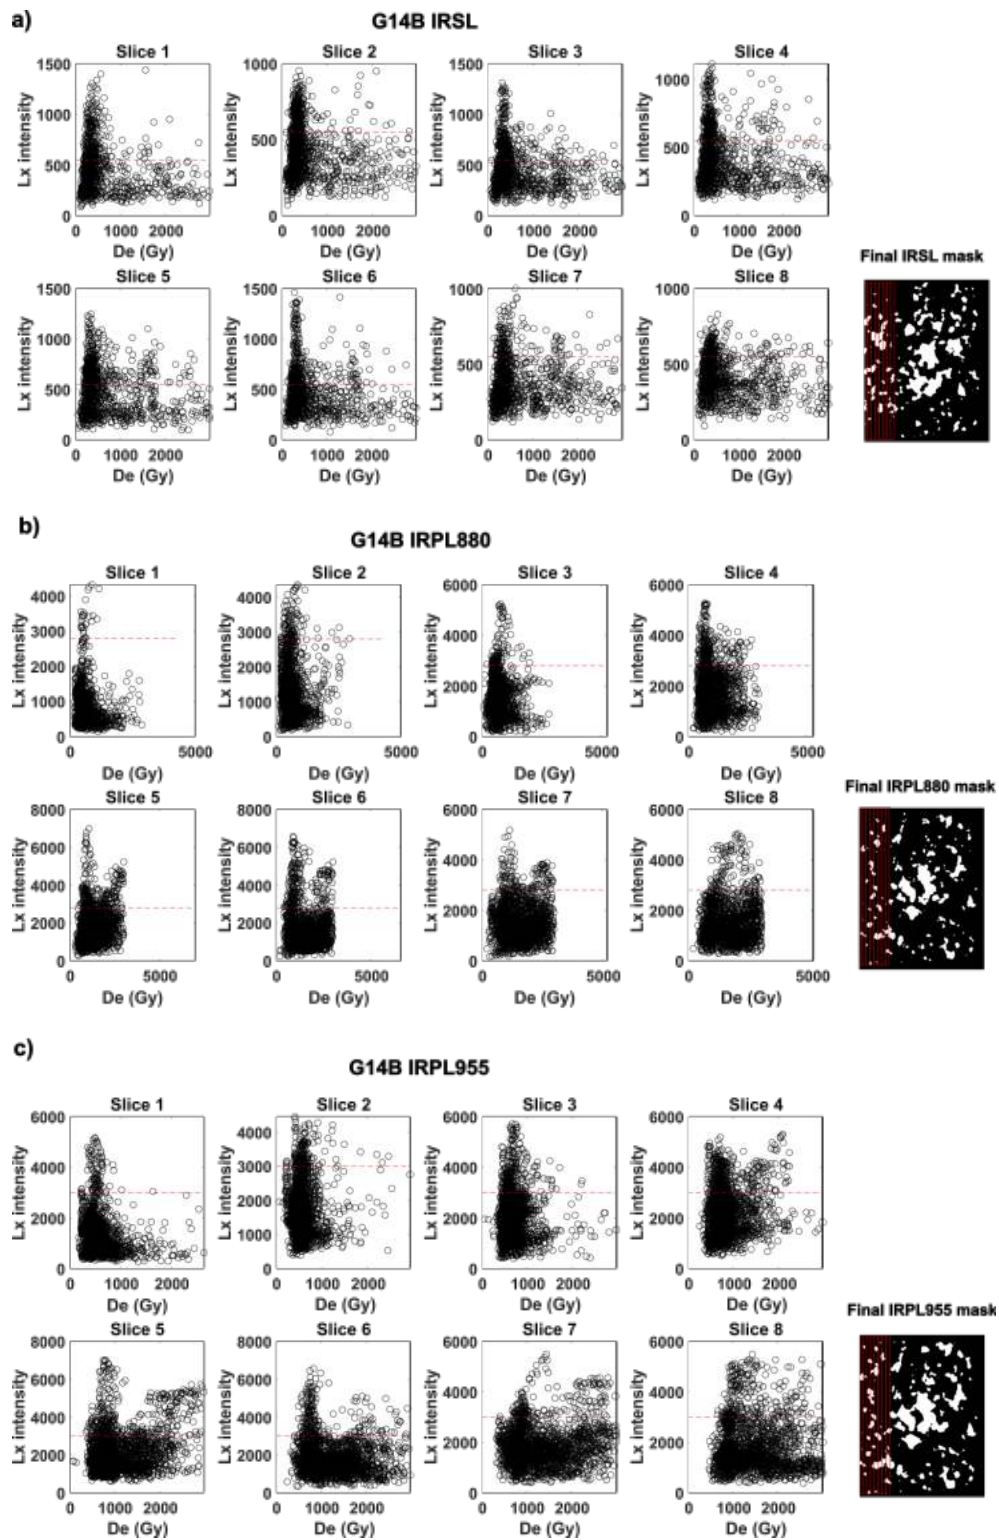 a)
G14B IRSL
Slice 1 Slice 2 Slice 3 Slice 4
1500 1000 1500 1000
1000 500 1000 500
500 0 500 0
0 0
Lx intensity Lx intensity Lx intensity Lx intensity
0 1000 2000 0 1000 2000 0 1000 2000 0 1000 2000
De (Gy) De (Gy) De (Gy) De (Gy)
Final IRSL mask
Slice 5 Slice 6 Slice 7 Slice 8
1500 1500 1000 1000
1000 1000 500 500
500 500 0 0
0 0
Lx intensity Lx intensity Lx intensity Lx intensity
0 1000 2000 0 1000 2000 0 1000 2000 0 1000 2000
De (Gy) De (Gy) De (Gy) De (Gy)
b)
G14B IRPL880
Slice 1 Slice 2 Slice 3 Slice 4
4000 4000 6000 6000
3000 3000 4000 4000
2000 2000 2000 2000
1000 1000 0 0
0 0
Lx intensity Lx intensity Lx intensity Lx intensity
0 5000 0 5000 0 5000 0 5000
De (Gy) De (Gy) De (Gy) De (Gy)
Final IRPL880 mask
Slice 5 Slice 6 Slice 7 Slice 8
8000 8000 6000 6000
6000 6000 4000 4000
4000 4000 2000 2000
2000 2000 0 0
0 0
Lx intensity Lx intensity Lx intensity Lx intensity
0 5000 0 5000 0 5000 0 5000
De (Gy) De (Gy) De (Gy) De (Gy)
c)
G14B IRPL955
Slice 1 Slice 2 Slice 3 Slice 4
6000 4000 6000 6000
4000 3000 4000 4000
2000 2000 2000 2000
0 1000 0 0
0
Lx intensity Lx intensity Lx intensity Lx intensity
0 1000 2000 0 1000 2000 0 1000 2000 0 1000 2000
De (Gy) De (Gy) De (Gy) De (Gy)
Final IRPL955 mask
Slice 5 Slice 6 Slice 7 Slice 8
8000 8000 6000 6000
6000 6000 4000 4000
4000 4000 2000 2000
2000 2000 0 0
0 0
Lx intensity Lx intensity Lx intensity Lx intensity
0 1000 2000 0 1000 2000 0 1000 2000 0 1000 2000
De (Gy) De (Gy) De (Gy) De (Gy)